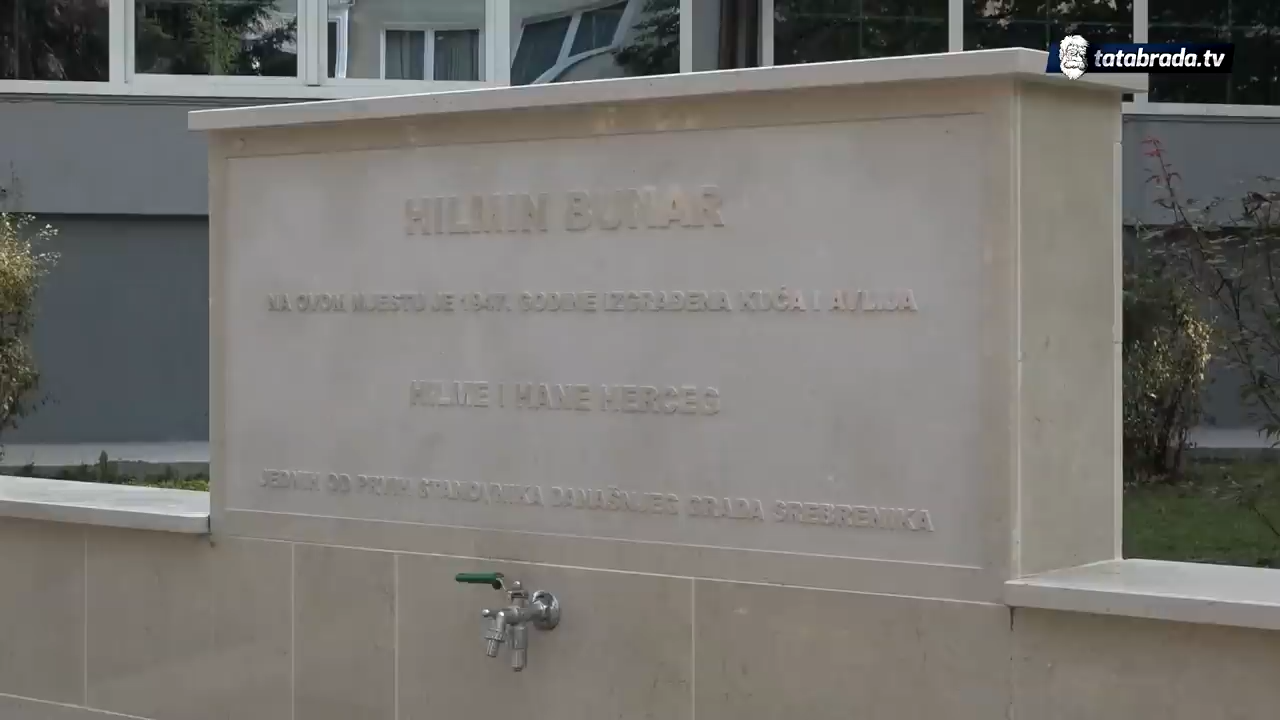 tatabrada.tv
HILMIN BUNAR
NA OVOM MJESTU JE 1947. GODINE IZGRAĐENA KUĆA I AVLIJA
HILME I HANE HERCEG
JEDNIH OD PRVIH STANOVNIKA DANAŠNJEG GRADA SREBRENIKA